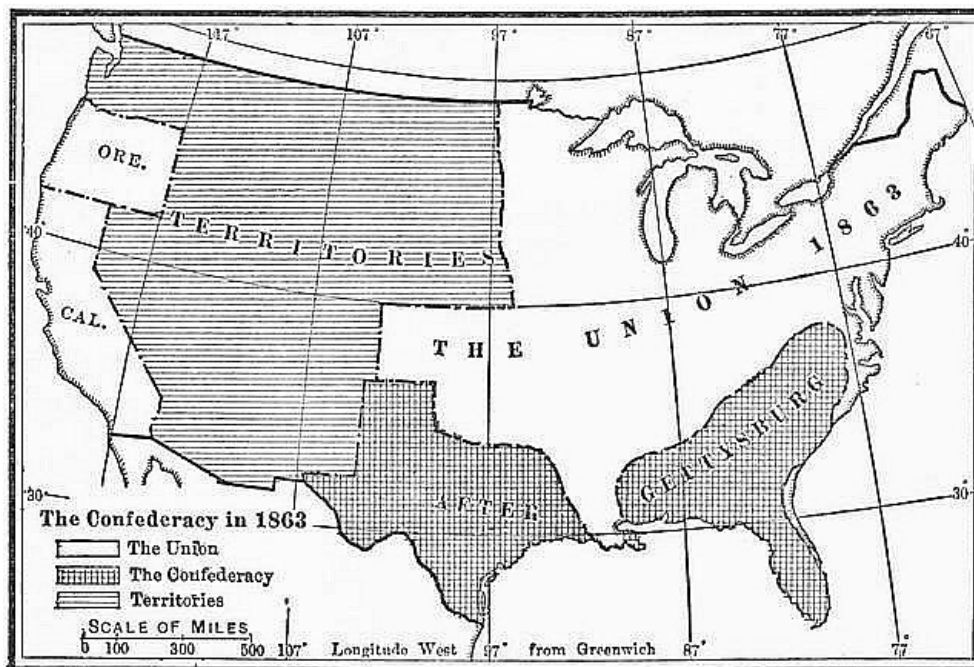 117° 107° 97° 87° 77° 67°
ORE.
TERRITORIES
40
CAL.
THE UNION 1863
40°
GETTYSBURG
AFTER
30
30°
The Confederacy in 1863
The Union
The Confederacy
Territories
SCALE OF MILES
0 100 300 500
107° Longitude West 97° from Greenwich 87° 77°